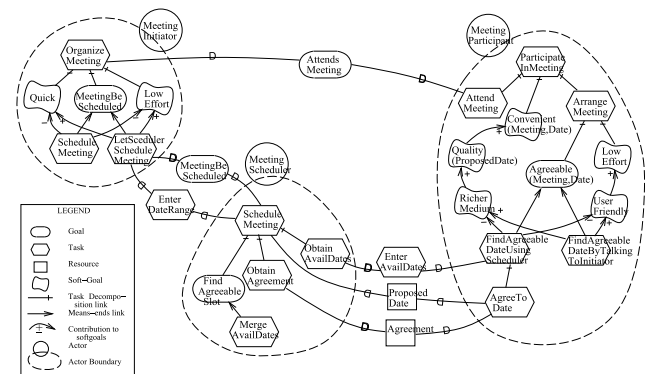 Meeting
Initiator
Organize
Meeting
Quick
MeetingBe
Scheduled
Low
Effort
Schedule
Meeting
LetSceduler
Schedule
Meeting
D
Attends
Meeting
D
Meeting
Participant
Participate
InMeeting
Attend
Meeting
Arrange
Meeting
Convenient
(Meeting,Date)
Quality
(ProposedDate)
Low
Effort
Agreeable
(Meeting,Date)
Richer
Medium
User
Friendly
FindAgreeable
DateUsing
Scheduler
FindAgreeable
DateByTalking
ToInitiator
AgreeTo
Date
D
MeetingBe
Scheduled
D
Meeting
Scheduler
D
Enter
DateRange
D
Schedule
Meeting
Obtain
AvailDates
Find
Agreeable
Slot
Obtain
Agreement
Merge
AvailDates
D
Enter
AvailDates
D
D
Proposed
Date
D
D
Agreement
D
LEGEND
Goal
Task
Resource
Soft-Goal
Task Decompo-
sition link
Means-ends link
Contribution to
softgoals
Actor
Actor Boundary